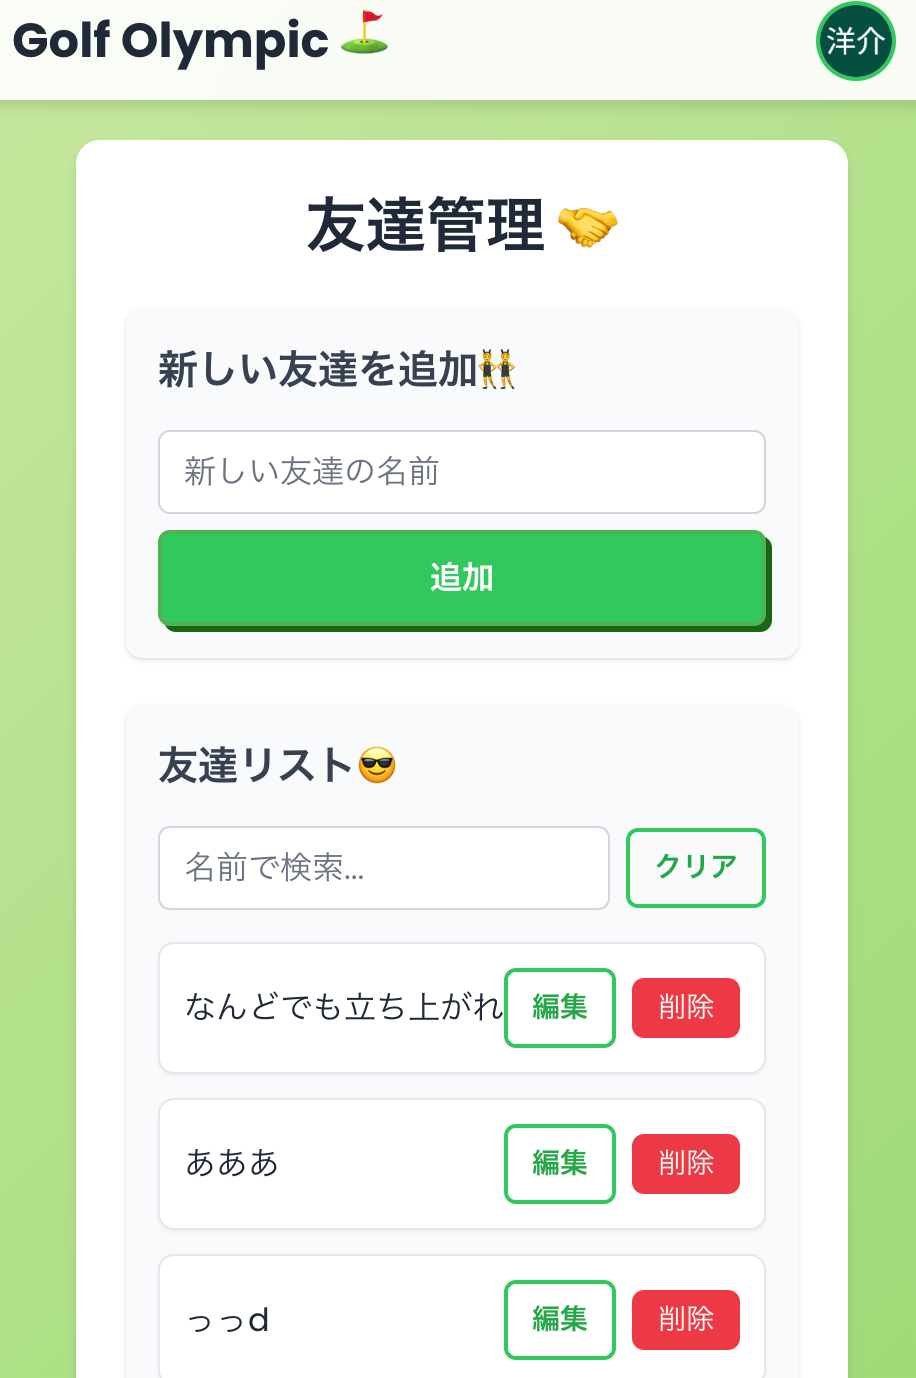 Golf Olympic ⛳
洋介
友達管理 🤝
新しい友達を追加👯
新しい友達の名前
追加
友達リスト😎
名前で検索...
クリア
なんどでも立ち上がれ 編集 削除
あああ 編集 削除
っっd 編集 削除